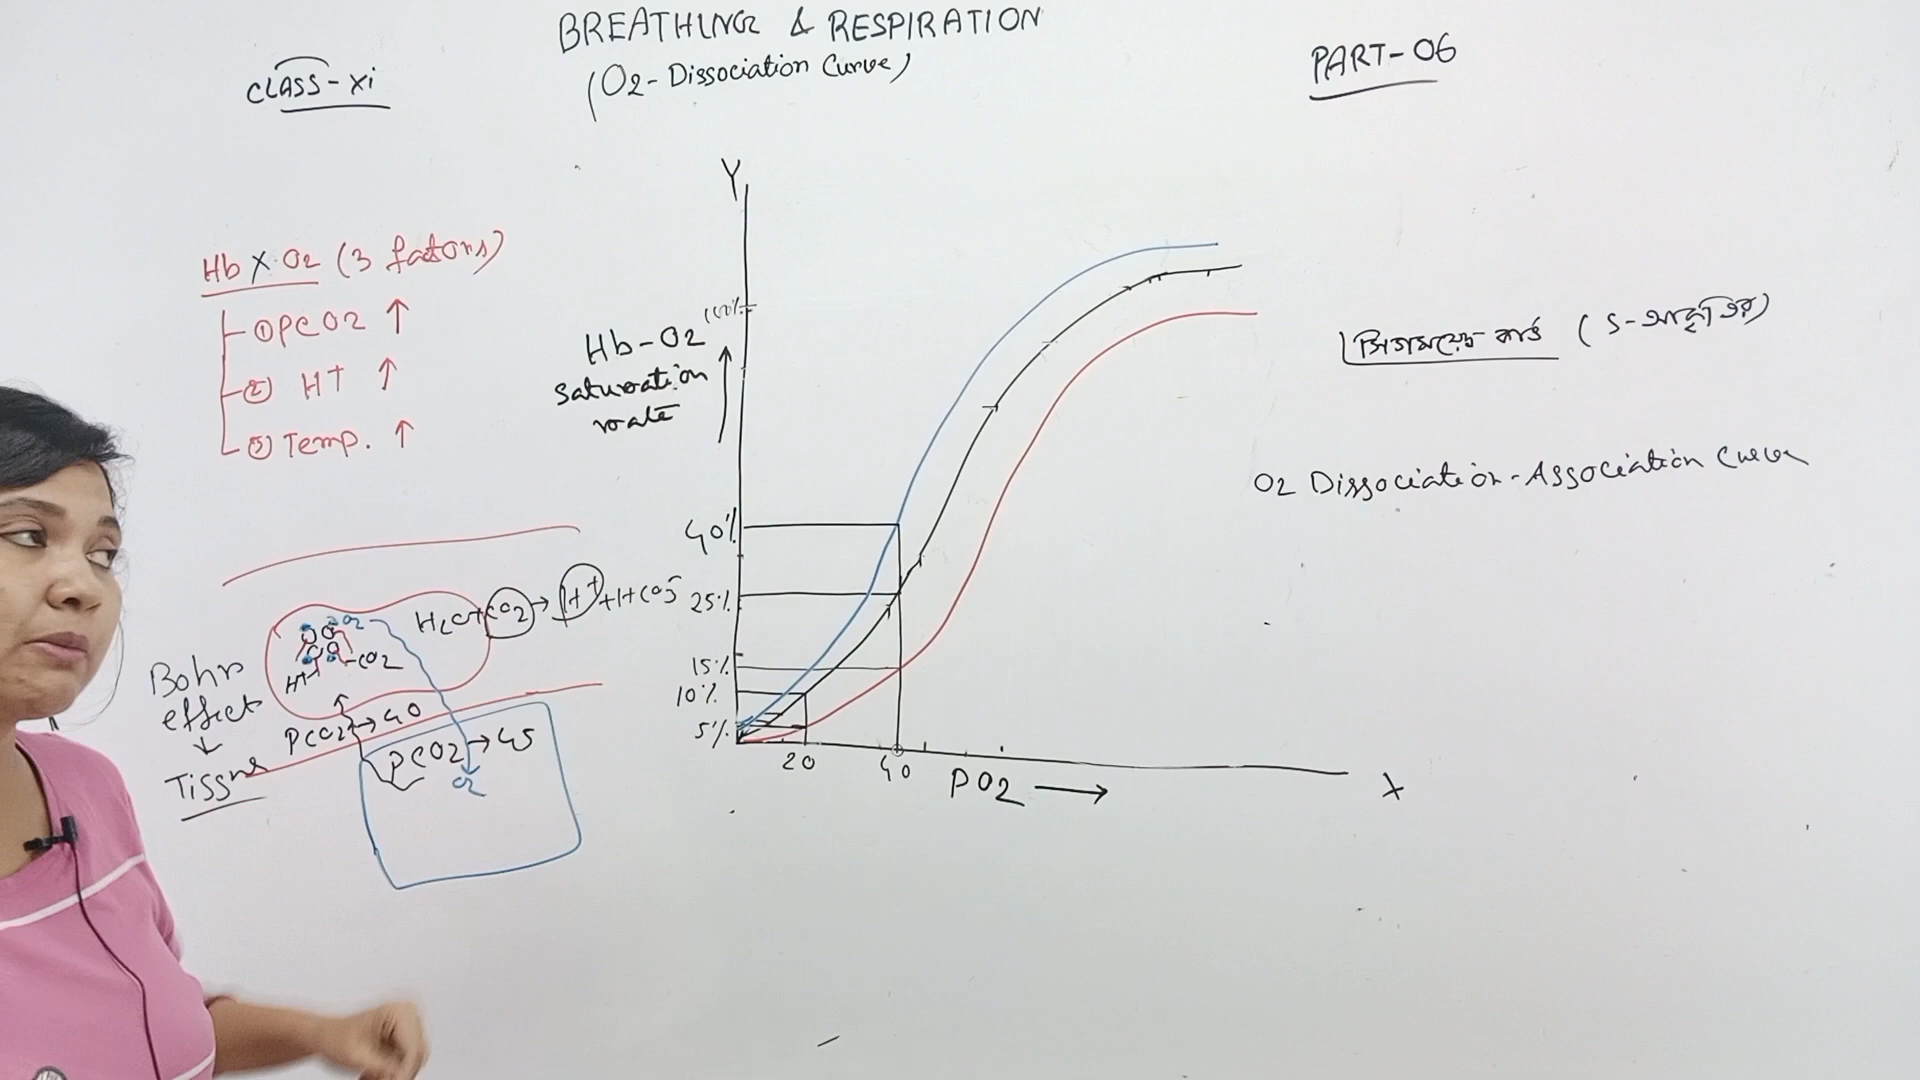 BREATHING & RESPIRATION
(O2-Dissociation Curve)
CLASS-XI
PART-06
Hb X O2 (3 factors)
① PCO2 ↑
② H+ ↑
③ Temp. ↑
Y
100%
Hb-O2
saturation
rate
40%
25%
15%
10%
5%
20
40
PO2 →
X
সিগময়েড কার্ভ (S-আকৃতির)
O2 Dissociation-Association Curve
H2O+CO2→H++HCO3-
O2
-CO2
H+
Bohr
effect
↓
Tissue
PCO2→40
PCO2→45
O2